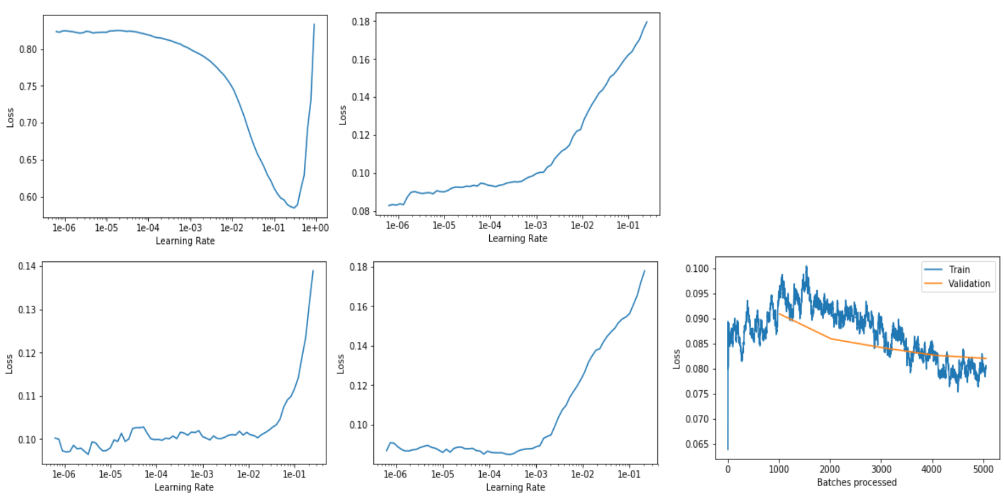 0.80
0.75
0.70
0.65
0.60
Loss
1e-06 1e-05 1e-04 1e-03 1e-02 1e-01 1e+00
Learning Rate
0.18
0.16
0.14
0.12
0.10
0.08
Loss
1e-06 1e-05 1e-04 1e-03 1e-02 1e-01
Learning Rate
0.14
0.13
0.12
0.11
0.10
Loss
1e-06 1e-05 1e-04 1e-03 1e-02 1e-01
Learning Rate
0.18
0.16
0.14
0.12
0.10
Loss
1e-06 1e-05 1e-04 1e-03 1e-02 1e-01
Learning Rate
Train
Validation
0.100
0.095
0.090
0.085
0.080
0.075
0.070
0.065
Loss
0 1000 2000 3000 4000 5000
Batches processed